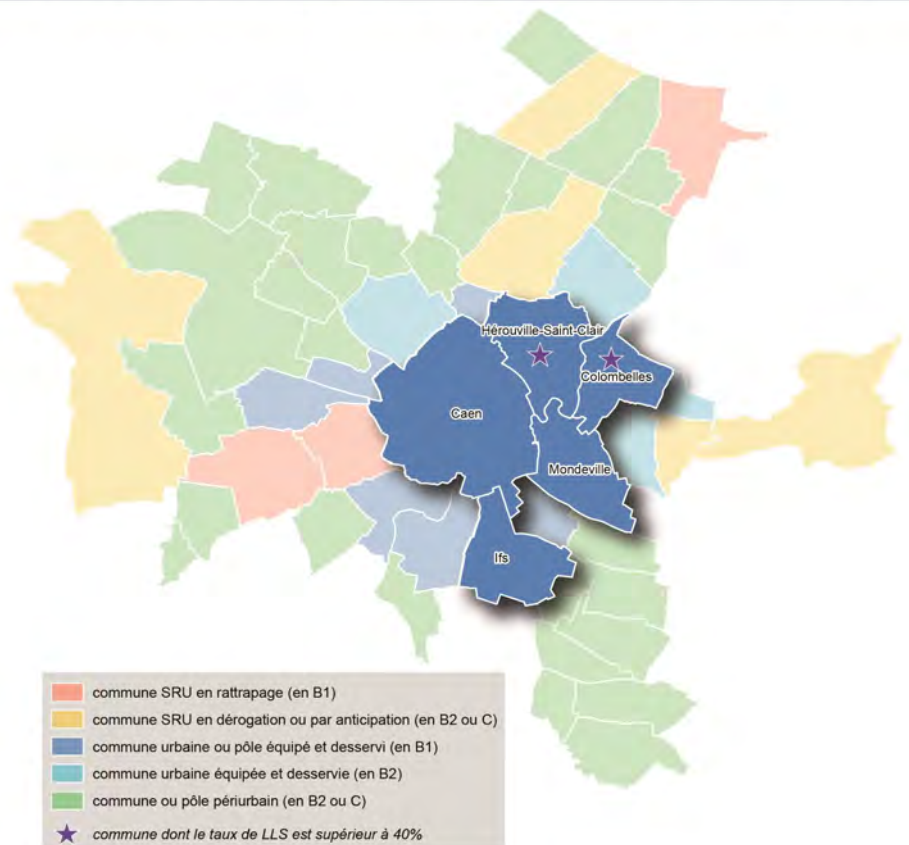 Hérouville-Saint-Clair
Colombelles
Caen
Mondeville
Ifs
commune SRU en rattrapage (en B1)
commune SRU en dérogation ou par anticipation (en B2 ou C)
commune urbaine ou pôle équipé et desservi (en B1)
commune urbaine équipée et desservie (en B2)
commune ou pôle périurbain (en B2 ou C)
commune dont le taux de LLS est supérieur à 40%